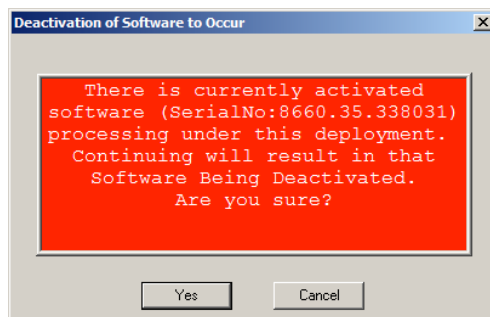 Deactivation of Software to Occur
There is currently activated
software (SerialNo:8660.35.338031)
processing under this deployment.
Continuing will result in that
Software Being Deactivated.
Are you sure?
Yes
Cancel